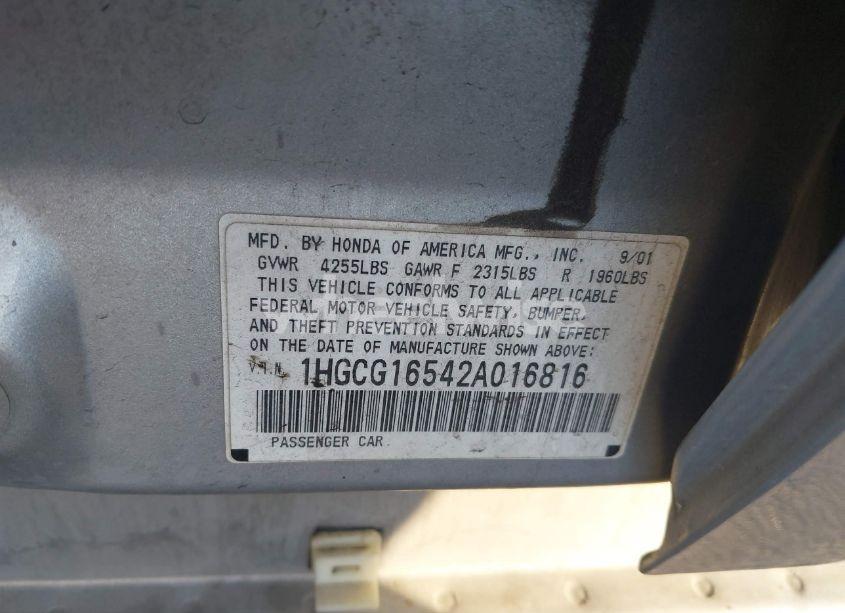 MFD. BY HONDA OF AMERICA MFG., INC. 9/01
GVWR 4255LBS GAWR F 2315LBS R 1960LBS
THIS VEHICLE CONFORMS TO ALL APPLICABLE
FEDERAL MOTOR VEHICLE SAFETY, BUMPER,
AND THEFT PREVENTION STANDARDS IN EFFECT
ON THE DATE OF MANUFACTURE SHOWN ABOVE:
V.I.N. 1HGCG16542A016816
PASSENGER CAR